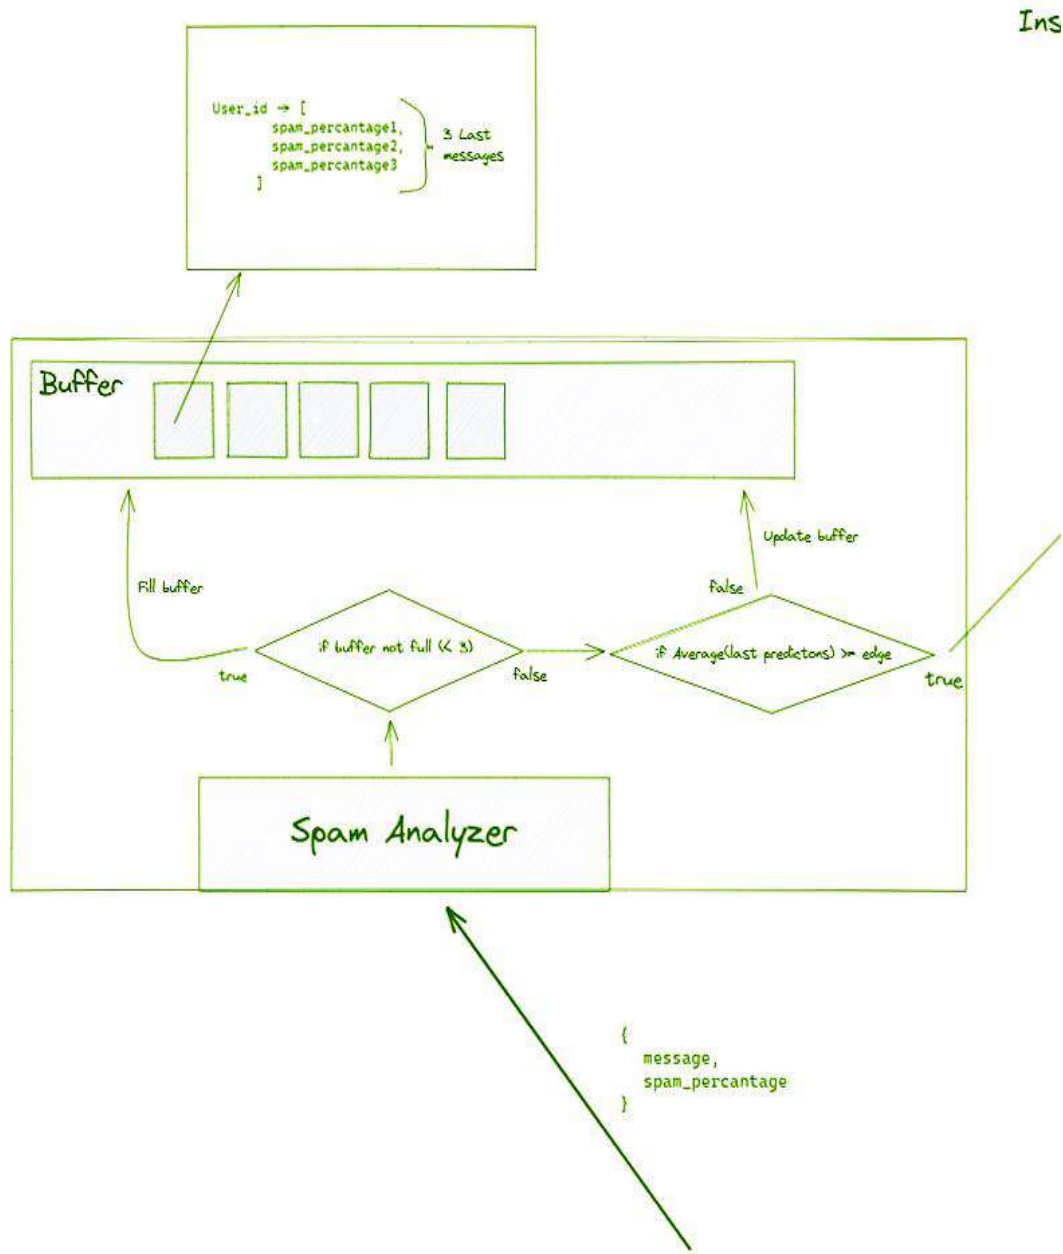 Ins
User_id → [
spam_percantage1,
spam_percantage2,
spam_percantage3
]
3 Last
messages
Buffer
Update buffer
Fill buffer
false
if buffer not full (< 3)
if Average(last predictons) >= edge
true
false
true
Spam Analyzer
{
message,
spam_percantage
}